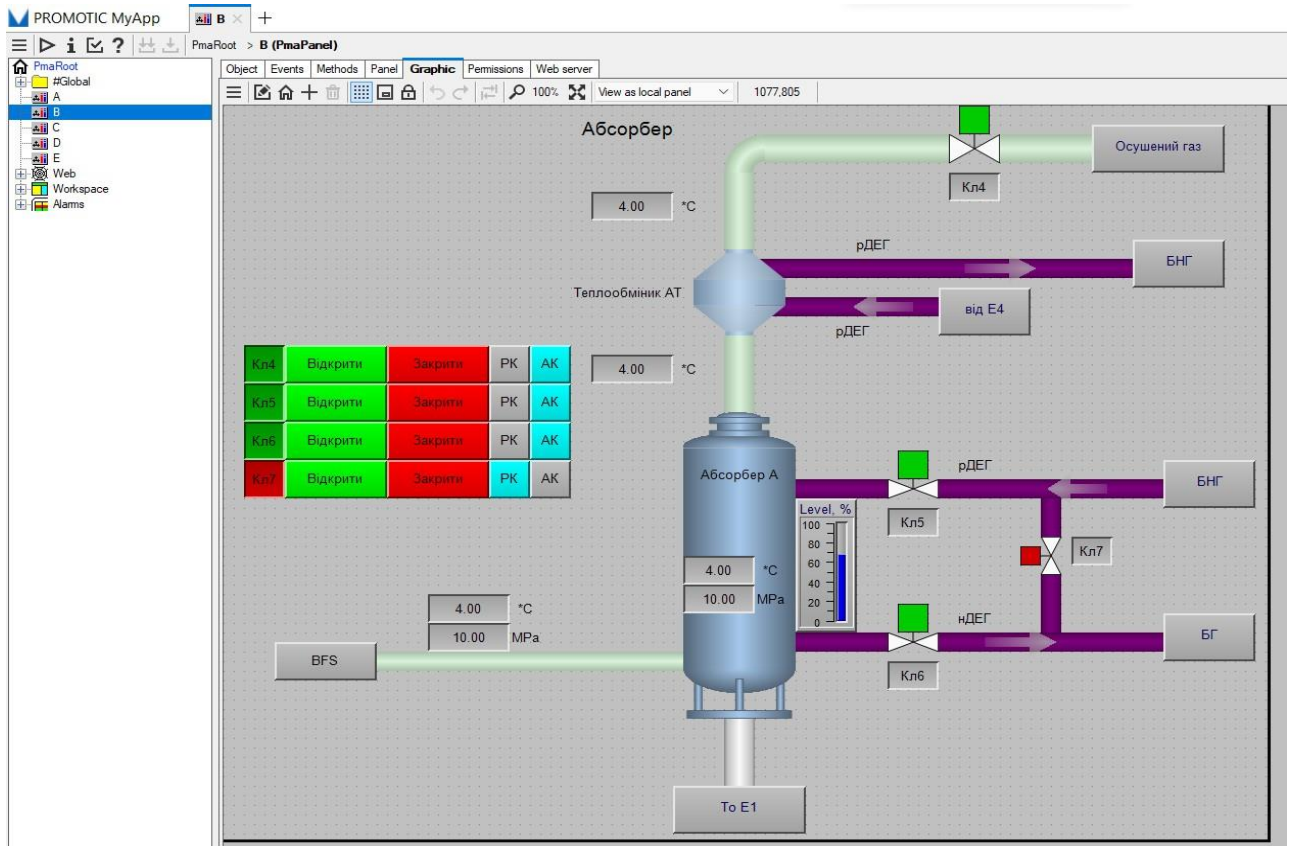 PROMOTIC MyApp
B
PmaRoot > B (PmaPanel)
PmaRoot
#Global
A
B
C
D
E
Web
Workspace
Alarms
Object Events Methods Panel Graphic Permissions Web server
100% View as local panel 1077,805
Абсорбер
Осушений газ
Кл4
4.00 *C
рДЕГ
БНГ
Теплообміник АТ
від Е4
рДЕГ
4.00 *C
Кл4 Відкрити Закрити РК АК
Кл5 Відкрити Закрити РК АК
Кл6 Відкрити Закрити РК АК
Кл7 Відкрити Закрити РК АК
Абсорбер А
рДЕГ
БНГ
Level, %
100
80
60
40
20
0
Кл5
Кл7
4.00 *C
10.00 MPa
4.00 *C
10.00 MPa
нДЕГ
БГ
BFS
Кл6
To E1